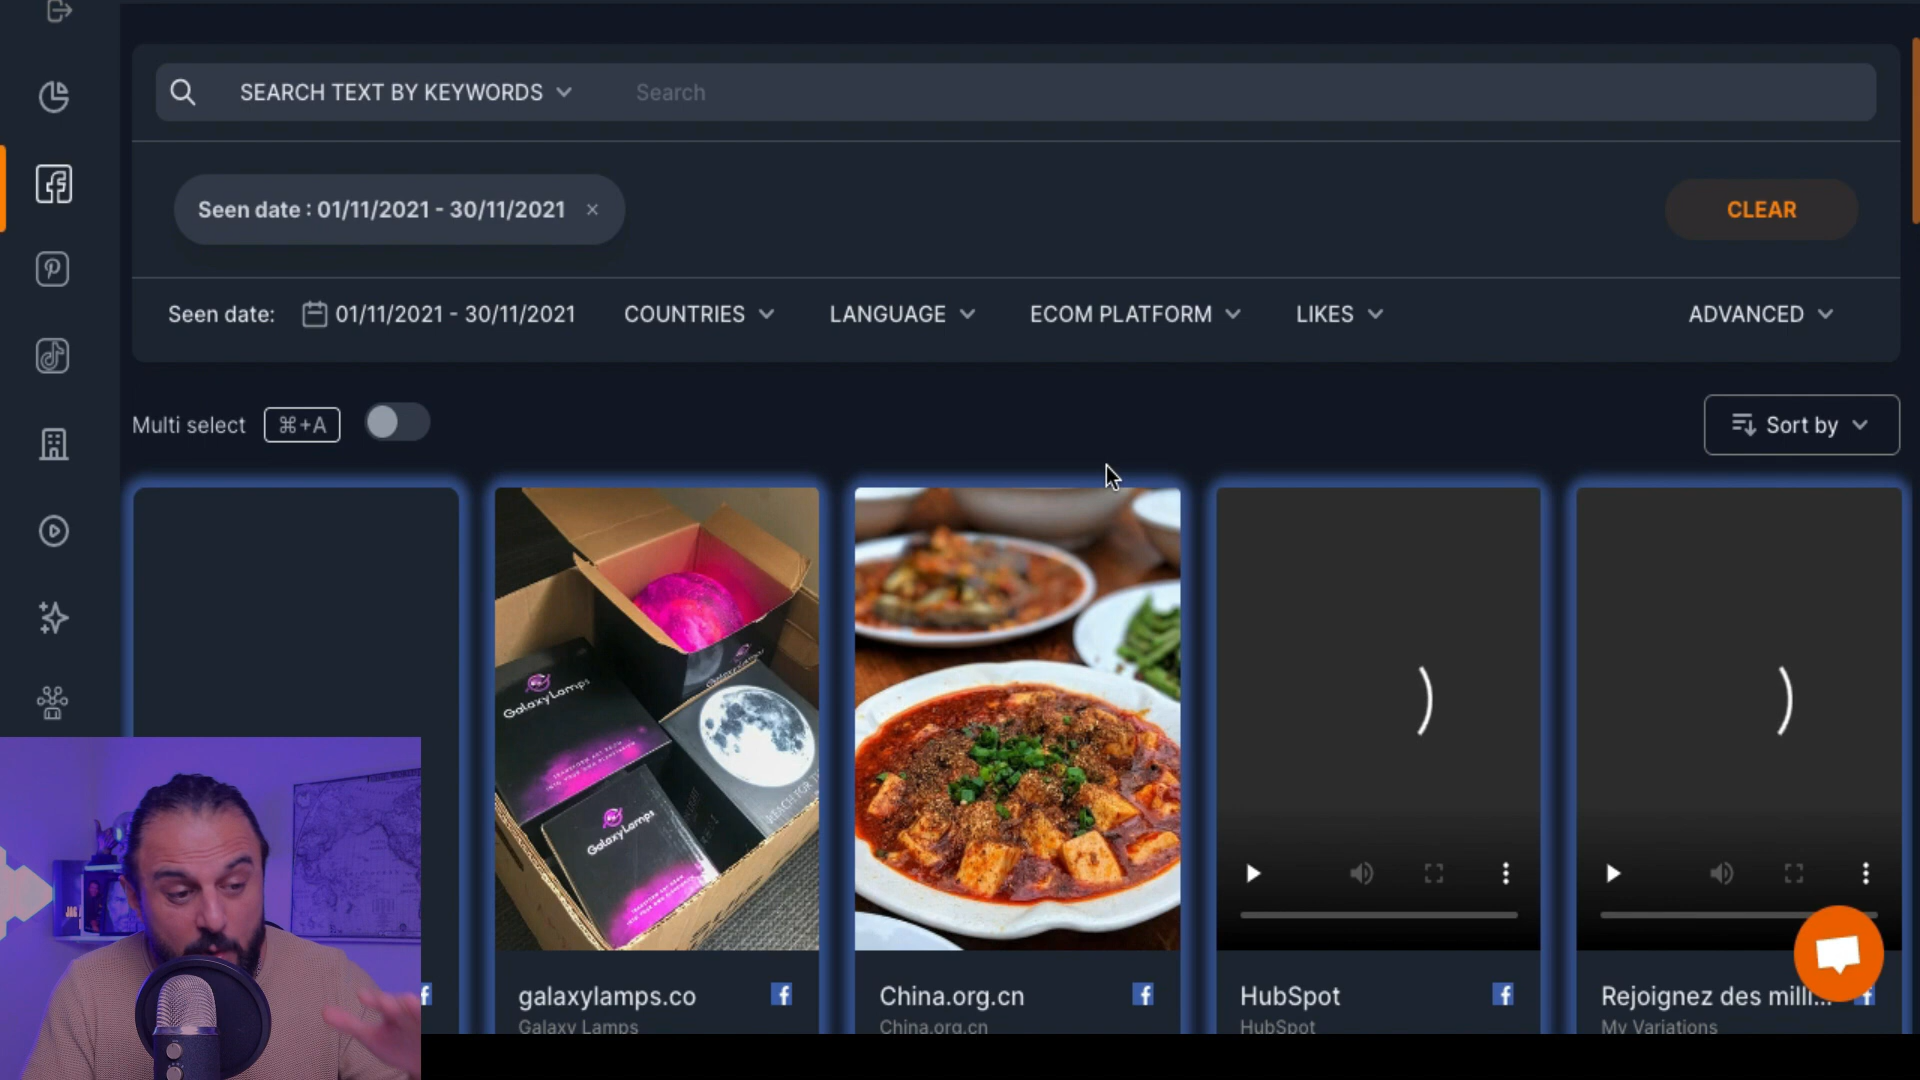 SEARCH TEXT BY KEYWORDS
Search
Seen date : 01/11/2021 - 30/11/2021 ×
CLEAR
Seen date: 01/11/2021 - 30/11/2021
COUNTRIES
LANGUAGE
ECOM PLATFORM
LIKES
ADVANCED
Multi select ⌘+A
Sort by
GalaxyLamps
GalaxyLamps
galaxylamps.co
Galaxy Lamps
China.org.cn
China.org.cn
HubSpot
HubSpot
Rejoignez des milli...
My Variations